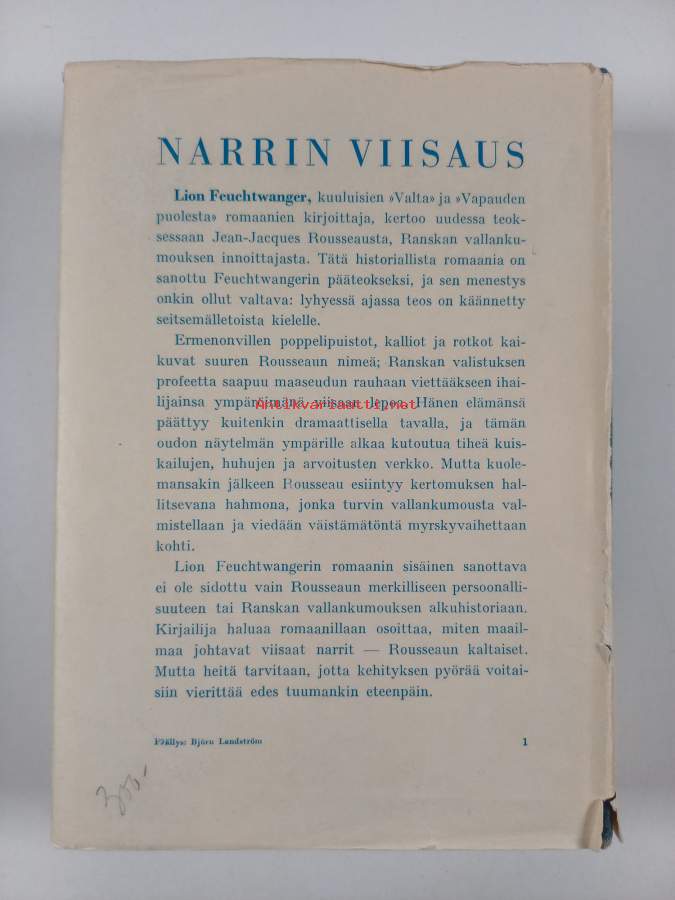 NARRIN VIISAUS
Lion Feuchtwanger, kuuluisien »Valta» ja »Vapauden
puolesta» romaanien kirjoittaja, kertoo uudessa teok-
sessaan Jean-Jacques Rousseausta, Ranskan vallanku-
mouksen innoittajasta. Tätä historiallista romaania on
sanottu Feuchtwangerin pääteokseksi, ja sen menestys
onkin ollut valtava: lyhyessä ajassa teos on käännetty
seitsemälletoista kielelle.
Ermenonvillen poppelipuistot, kalliot ja rotkot kai-
kuvat suuren Rousseaun nimeä; Ranskan valistuksen
profeetta saapuu maaseudun rauhaan viettääkseen ihai-
lijainsa ympäröimänä viisaan lepoa. Hänen elämänsä
Antikvariaatti.net
päättyy kuitenkin dramaattisella tavalla, ja tämän
oudon näytelmän ympärille alkaa kutoutua tiheä kuis-
kailujen, huhujen ja arvoitusten verkko. Mutta kuole-
mansakin jälkeen Rousseau esiintyy kertomuksen hal-
litsevana hahmona, jonka turvin vallankumousta val-
mistellaan ja viedään väistämätöntä myrskyvaihettaan
kohti.
Lion Feuchtwangerin romaanin sisäinen sanottava
ei ole sidottu vain Rousseaun merkilliseen persoonalli-
suuteen tai Ranskan vallankumouksen alkuhistoriaan.
Kirjailija haluaa romaanillaan osoittaa, miten maail-
maa johtavat viisaat narrit — Rousseaun kaltaiset.
Mutta heitä tarvitaan, jotta kehityksen pyörää voitai-
siin vierittää edes tuumankin eteenpäin.
Päällys: Björn Landström 1
300.-